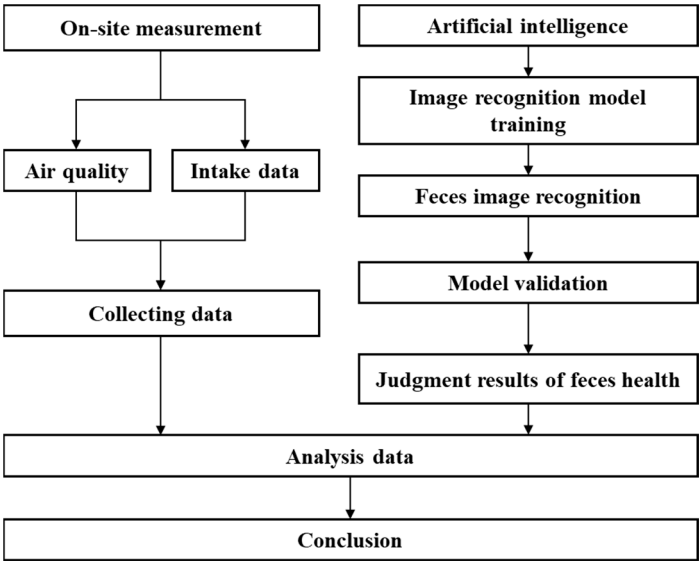 On-site measurement
Air quality
Intake data
Collecting data
Artificial intelligence
Image recognition model
training
Feces image recognition
Model validation
Judgment results of feces health
Analysis data
Conclusion